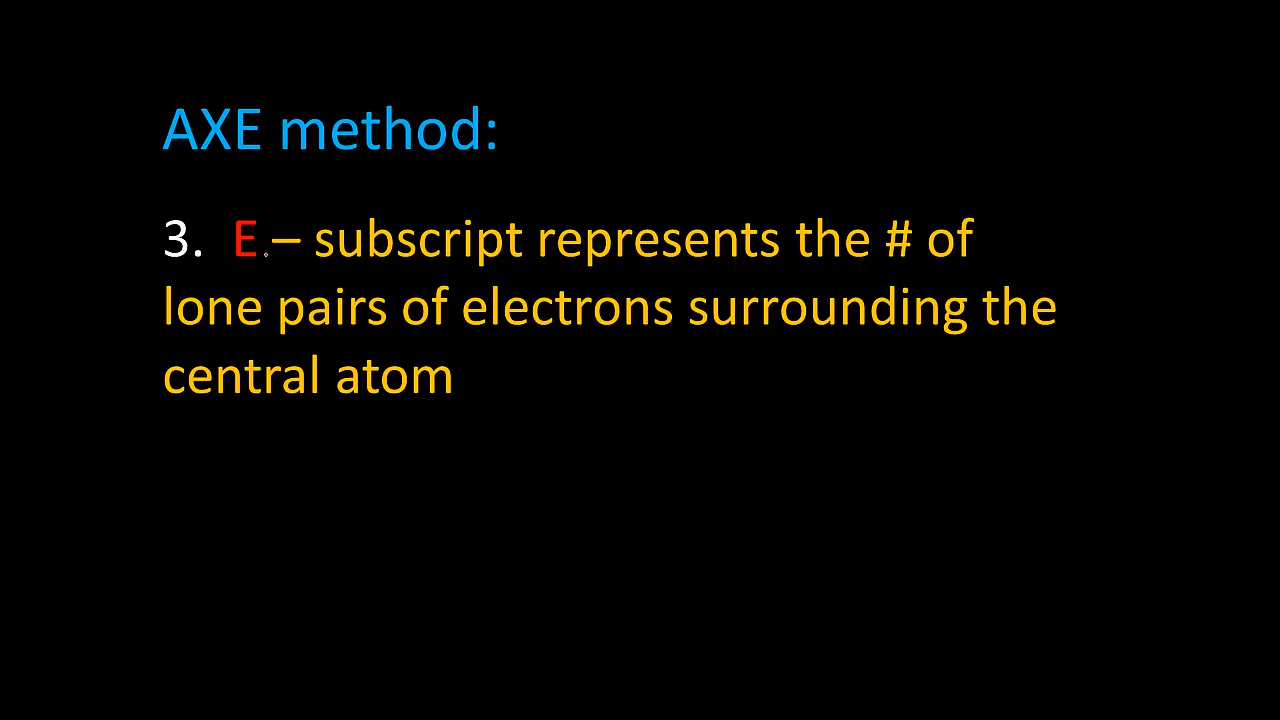 AXE method:
3. E – subscript represents the # of
lone pairs of electrons surrounding the
central atom